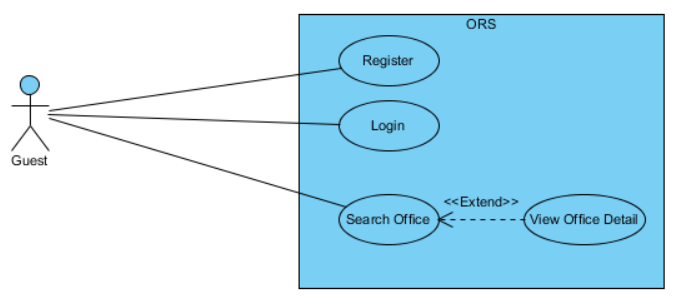 ORS
Register
Login
Guest
<<Extend>>
Search Office
View Office Detail